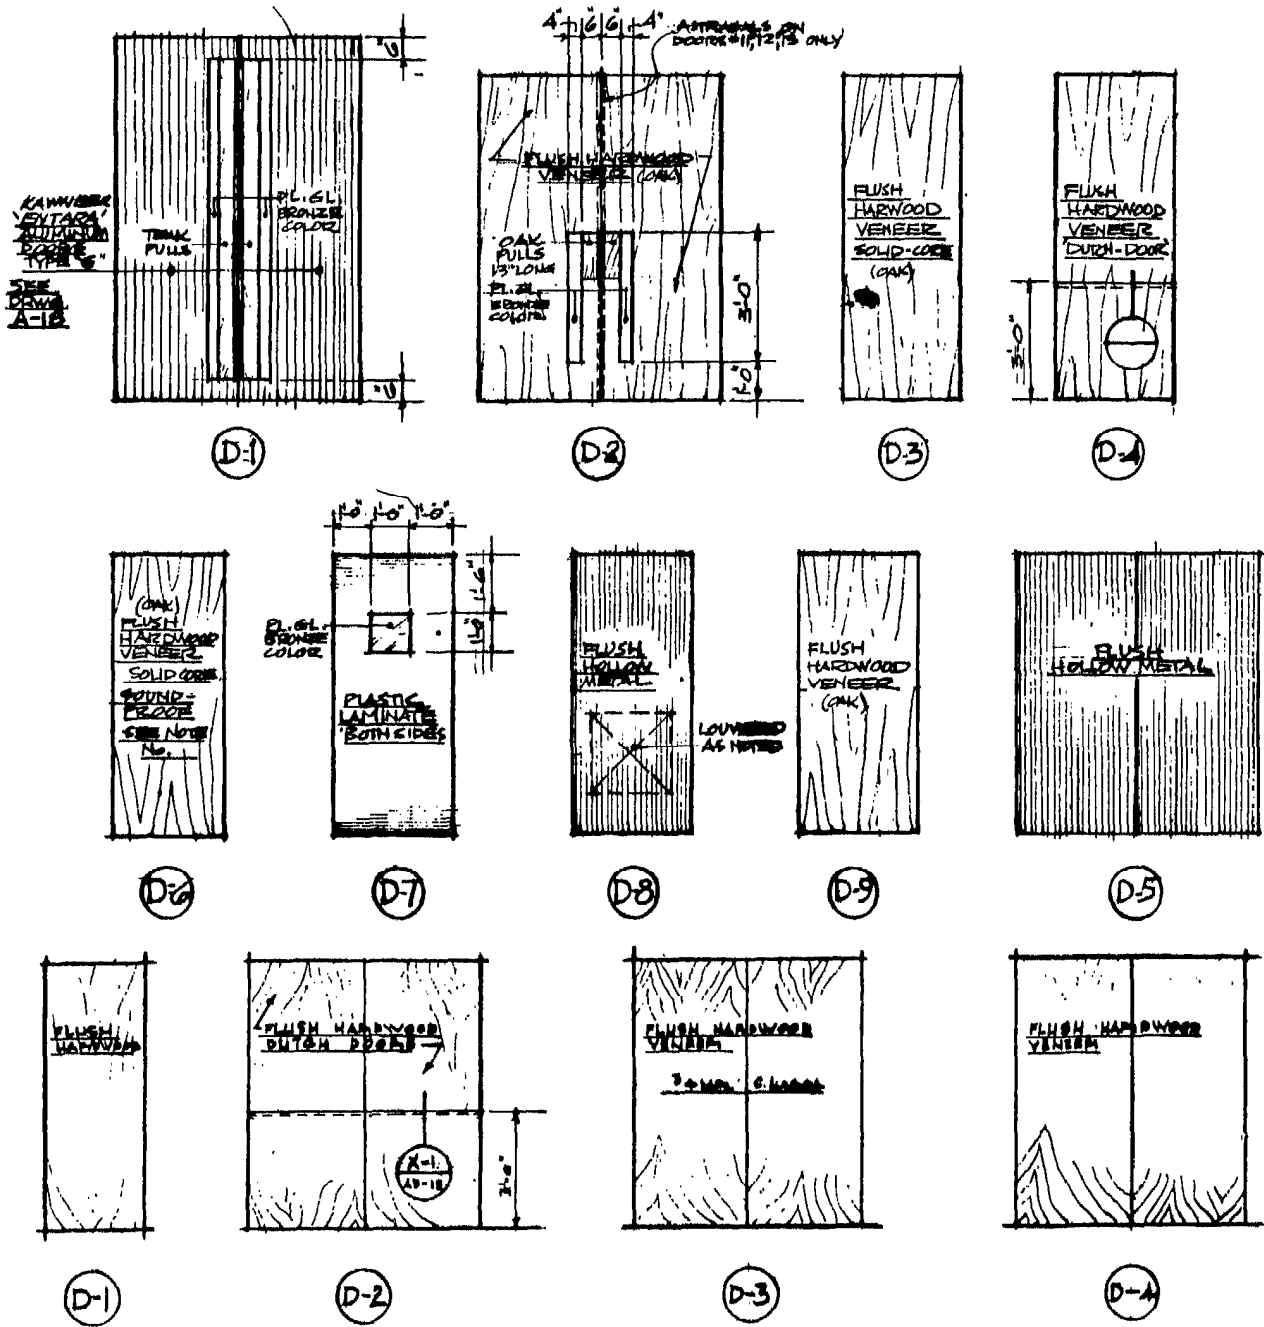 4" 6" 6" 4"
ASTRAGALS ON
DOORS #11,12,13 ONLY
KAWNEER
'ENTARA'
ALUMINUM
DOORS
TYPE "G"
SEE
DRWG
A-18
TEAK
PULLS
PL. GL.
BRONZE
COLOR
D-1
FLUSH HARDWOOD
VENEER (OAK)
OAK
PULLS
13" LONG
PL. GL.
BRONZE
COLOR
3'-0"
1'-0"
D-2
FLUSH
HARWOOD
VENEER
SOLID-CORE
(OAK)
D-3
FLUSH
HARDWOOD
VENEER
'DUTCH-DOOR'
3'-0"
D-4
(OAK)
FLUSH
HARDWOOD
VENEER
SOLID CORE
SOUND-
PROOF
SEE NOTE
No.
D-6
1'-0" 1'-0" 1'-0"
1'-6"
1'-0"
PL. GL.
BRONZE
COLOR
PLASTIC
LAMINATE
BOTH SIDES
D-7
FLUSH
HOLLOW
METAL
LOUVERED
AS NOTED
D-8
FLUSH
HARDWOOD
VENEER
(OAK)
D-9
FLUSH
HOLLOW METAL
D-5
FLUSH
HARDWOOD
D-1
FLUSH HARDWOOD
DUTCH DOORS
X-1
AD-18
D-2
FLUSH HARDWOOD
VENEER
D-3
FLUSH HARDWOOD
VENEER
D-4